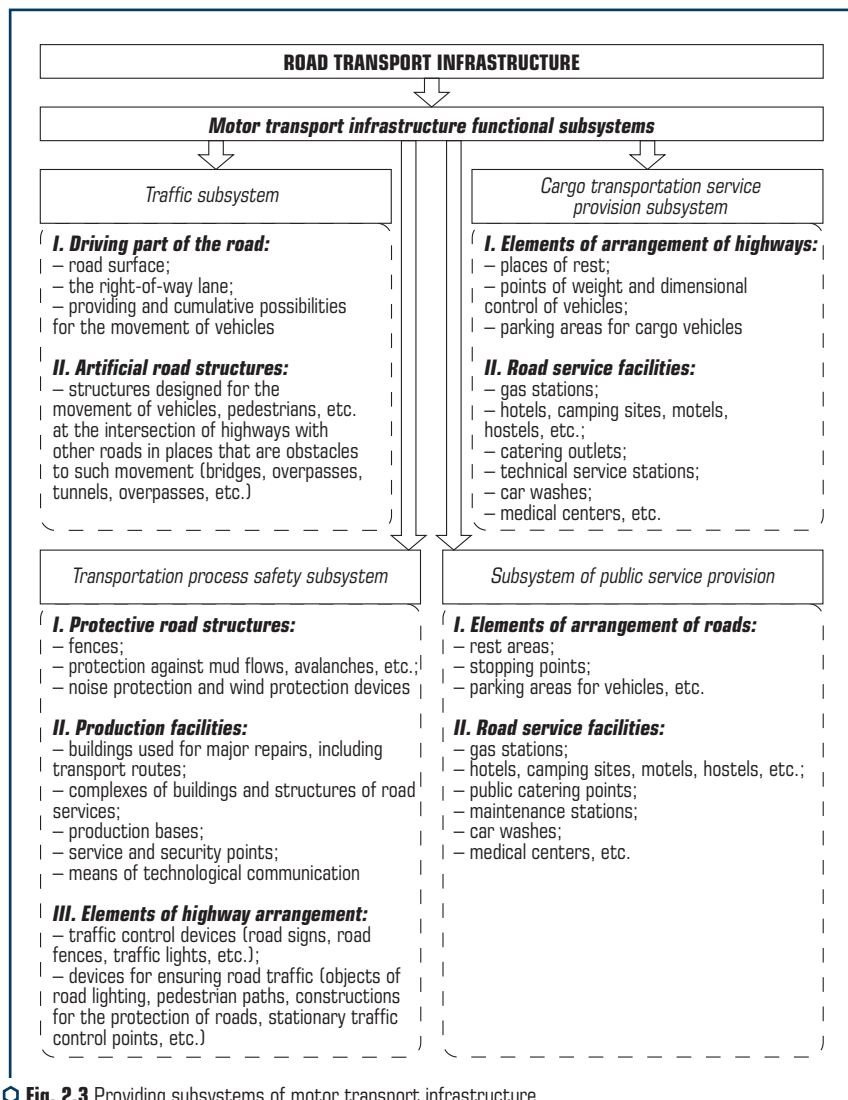 ROAD TRANSPORT INFRASTRUCTURE
Motor transport infrastructure functional subsystems
Traffic subsystem
Cargo transportation service
provision subsystem
I. Driving part of the road:
– road surface;
– the right-of-way lane;
– providing and cumulative possibilities
for the movement of vehicles
II. Artificial road structures:
– structures designed for the
movement of vehicles, pedestrians, etc.
at the intersection of highways with
other roads in places that are obstacles
to such movement (bridges, overpasses,
tunnels, overpasses, etc.)
I. Elements of arrangement of highways:
– places of rest;
– points of weight and dimensional
control of vehicles;
– parking areas for cargo vehicles
II. Road service facilities:
– gas stations;
– hotels, camping sites, motels,
hostels, etc.;
– catering outlets;
– technical service stations;
– car washes;
– medical centers, etc.
Transportation process safety subsystem
Subsystem of public service provision
I. Protective road structures:
– fences;
– protection against mud flows, avalanches, etc.;
– noise protection and wind protection devices
II. Production facilities:
– buildings used for major repairs, including
transport routes;
– complexes of buildings and structures of road
services;
– production bases;
– service and security points;
– means of technological communication
III. Elements of highway arrangement:
– traffic control devices (road signs, road
fences, traffic lights, etc.);
– devices for ensuring road traffic (objects of
road lighting, pedestrian paths, constructions
for the protection of roads, stationary traffic
control points, etc.)
I. Elements of arrangement of roads:
– rest areas;
– stopping points;
– parking areas for vehicles, etc.
II. Road service facilities:
– gas stations;
– hotels, camping sites, motels, hostels, etc.;
– public catering points;
– maintenance stations;
– car washes;
– medical centers, etc.
Fig. 2.3 Providing subsystems of motor transport infrastructure